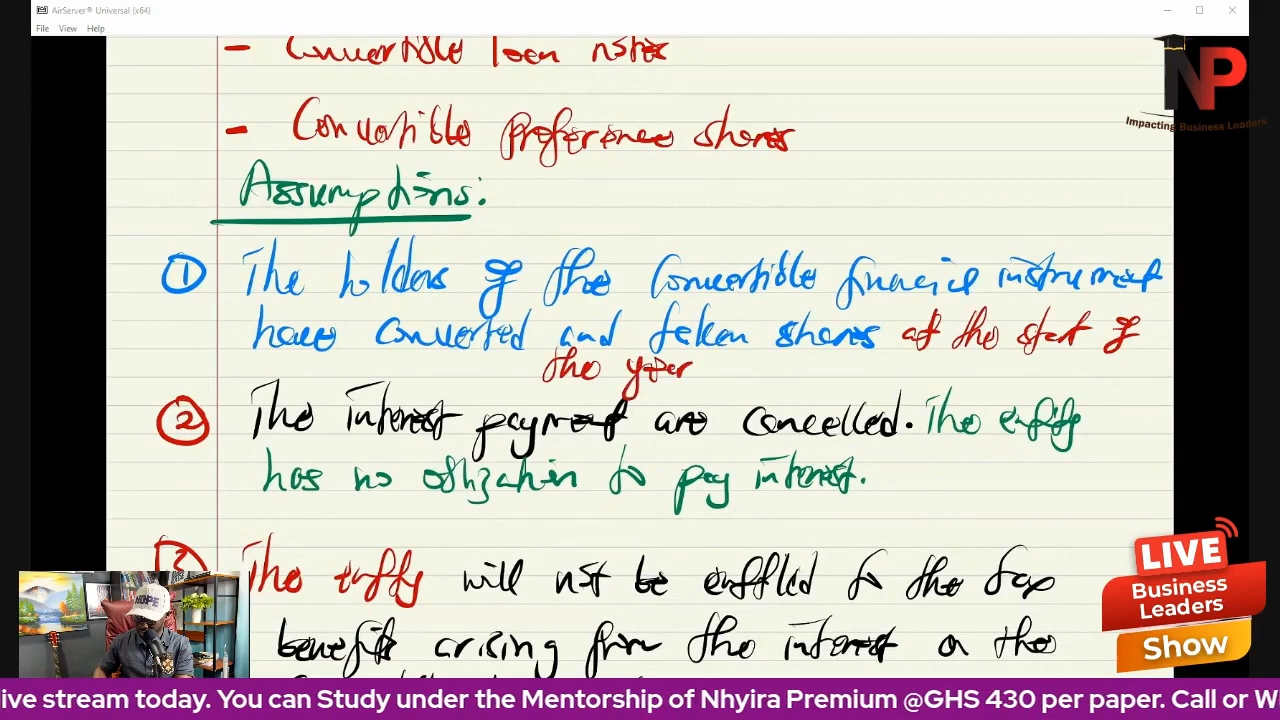 AirServer® Universal (x64)
File View Help
- Convertible loan notes
- Convertible preference shares
NP
Impacting Business Leaders
Assumptions:
① The holders of the convertible financial instrument
have converted and taken shares at the start of
the year
② The interest payment are cancelled. The entity
has no obligation to pay interest.
③ The entity will not be entitled to the tax
benefit arising from the interest on the
HOPE
LIVE
Business
Leaders
Show
ive stream today. You can Study under the Mentorship of Nhyira Premium @GHS 430 per paper. Call or W